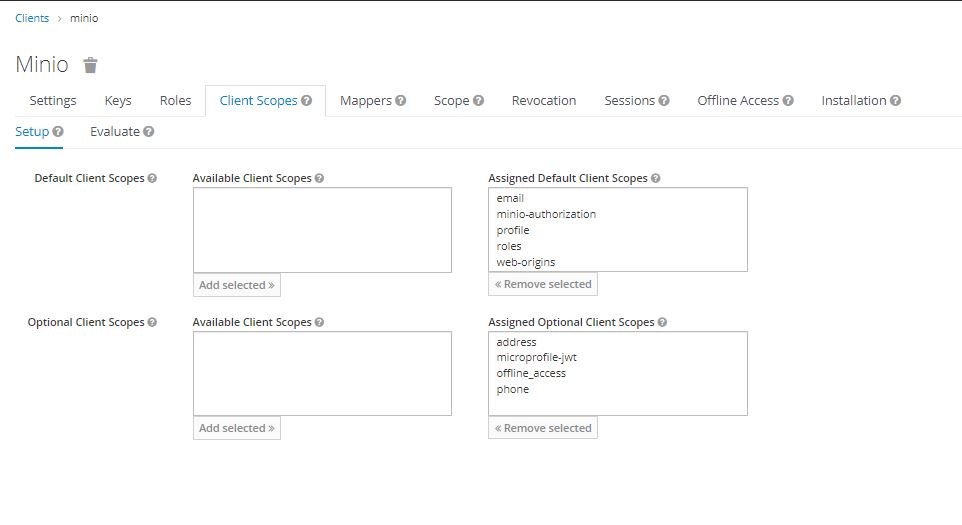 Clients > minio
Minio
Settings Keys Roles Client Scopes Mappers Scope Revocation Sessions Offline Access Installation
Setup Evaluate
Default Client Scopes Available Client Scopes Assigned Default Client Scopes
email
minio-authorization
profile
roles
web-origins
Add selected » « Remove selected
Optional Client Scopes Available Client Scopes Assigned Optional Client Scopes
address
microprofile-jwt
offline_access
phone
Add selected » « Remove selected